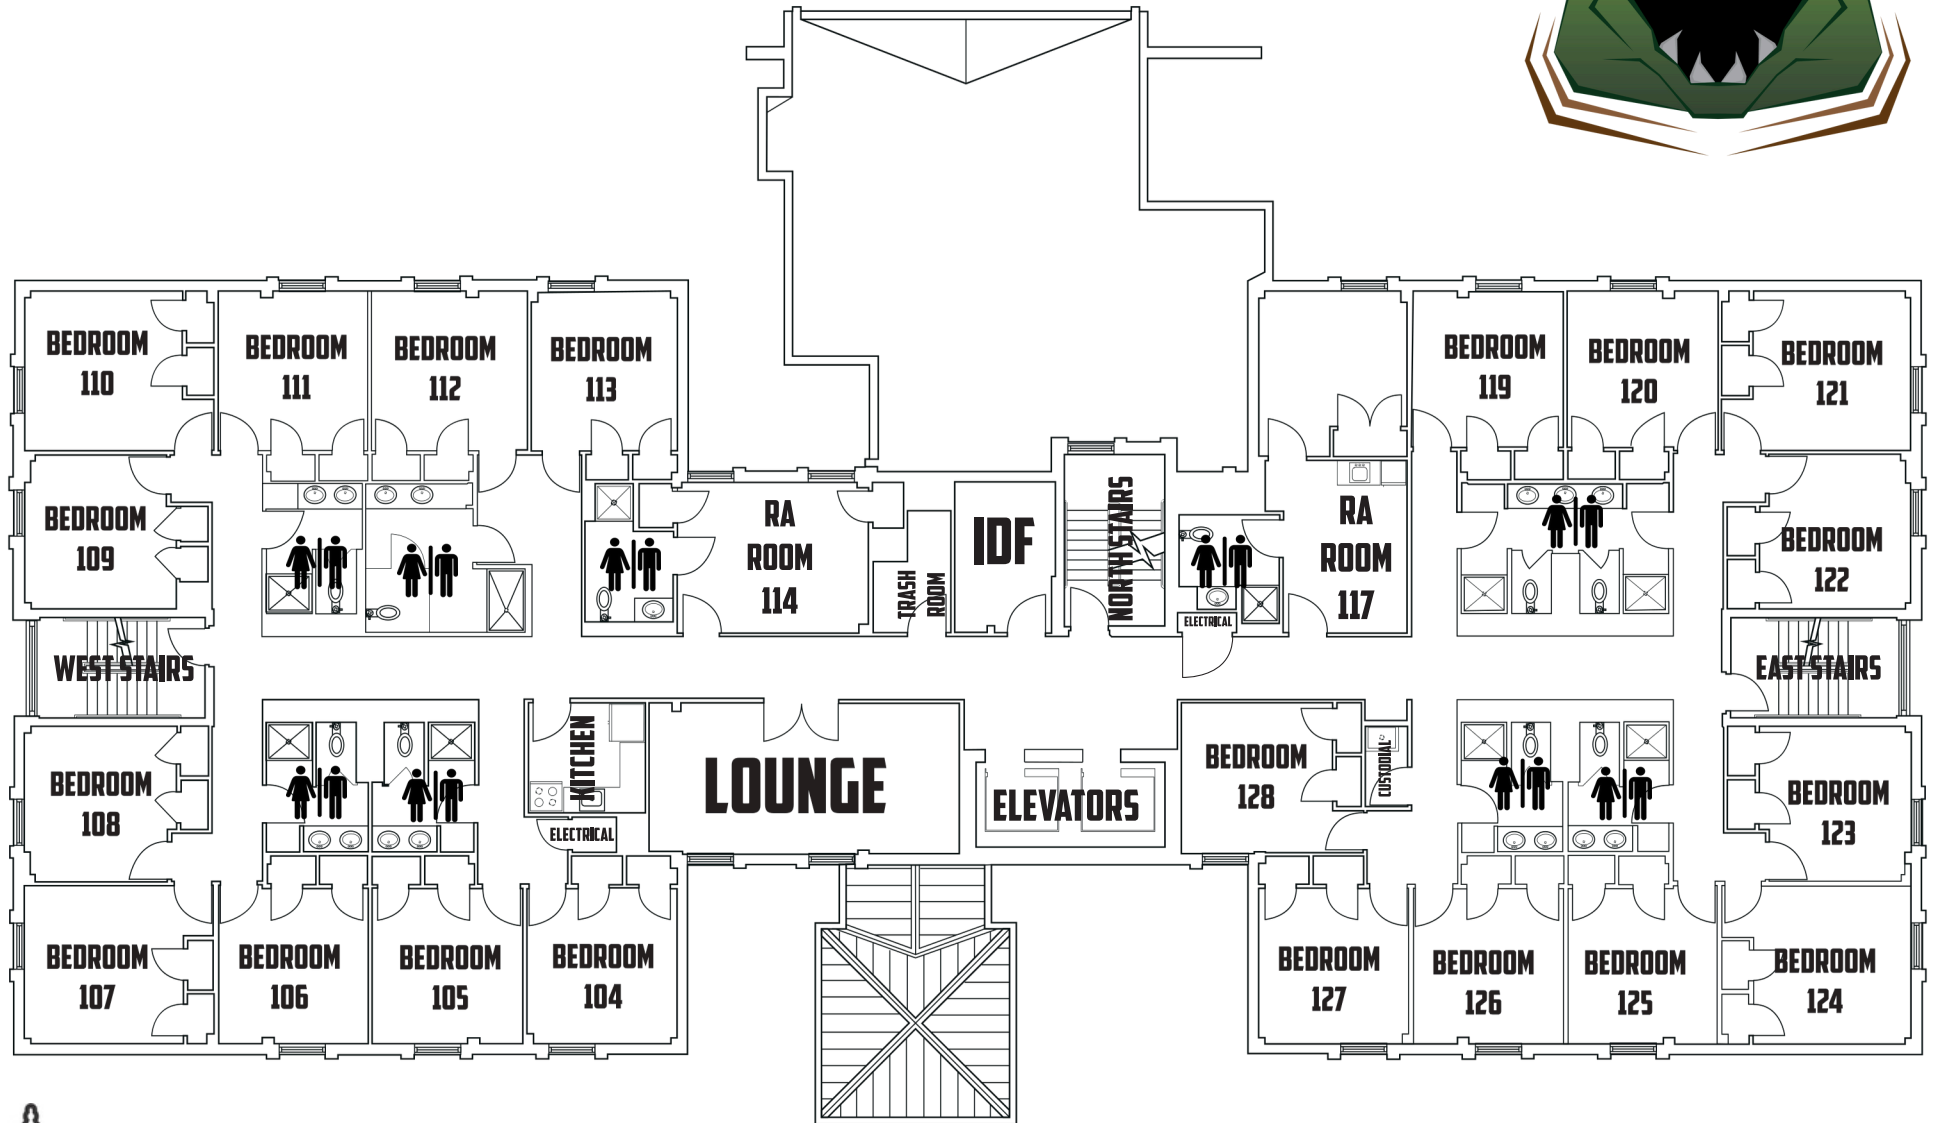 BEDROOM
110
BEDROOM
111
BEDROOM
112
BEDROOM
113
BEDROOM
119
BEDROOM
120
BEDROOM
121
BEDROOM
109
RA
ROOM
114
TRASH
ROOM
IDF
NORTH STAIRS
ELECTRICAL
RA
ROOM
117
BEDROOM
122
WEST STAIRS
EAST STAIRS
BEDROOM
108
KITCHEN
ELECTRICAL
LOUNGE
ELEVATORS
BEDROOM
128
CUSTODIAL
BEDROOM
123
BEDROOM
107
BEDROOM
106
BEDROOM
105
BEDROOM
104
BEDROOM
127
BEDROOM
126
BEDROOM
125
BEDROOM
124